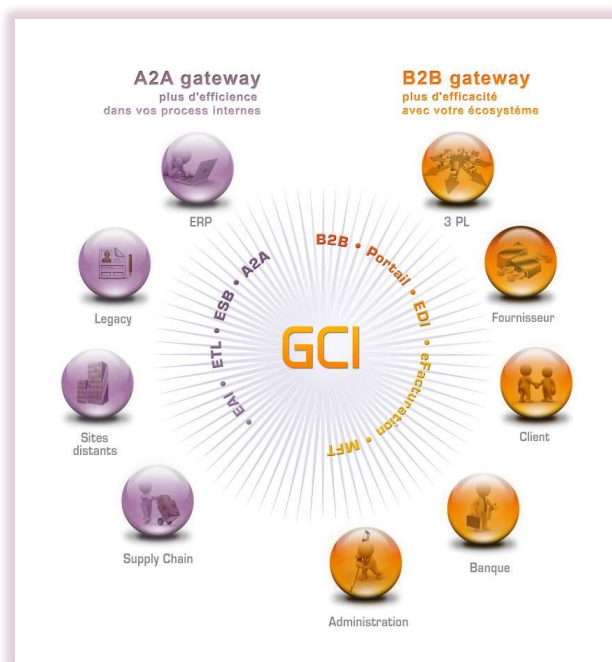 A2A gateway
plus d'efficience
dans vos process internes
B2B gateway
plus d'efficacité
avec votre écosystème
ERP
3 PL
Legacy
Fournisseur
Sites
distants
Client
Supply Chain
Banque
Administration
• EAI • ETL • ESB • A2A
B2B • Portail • EDI • eFacturation • MFT
GCI